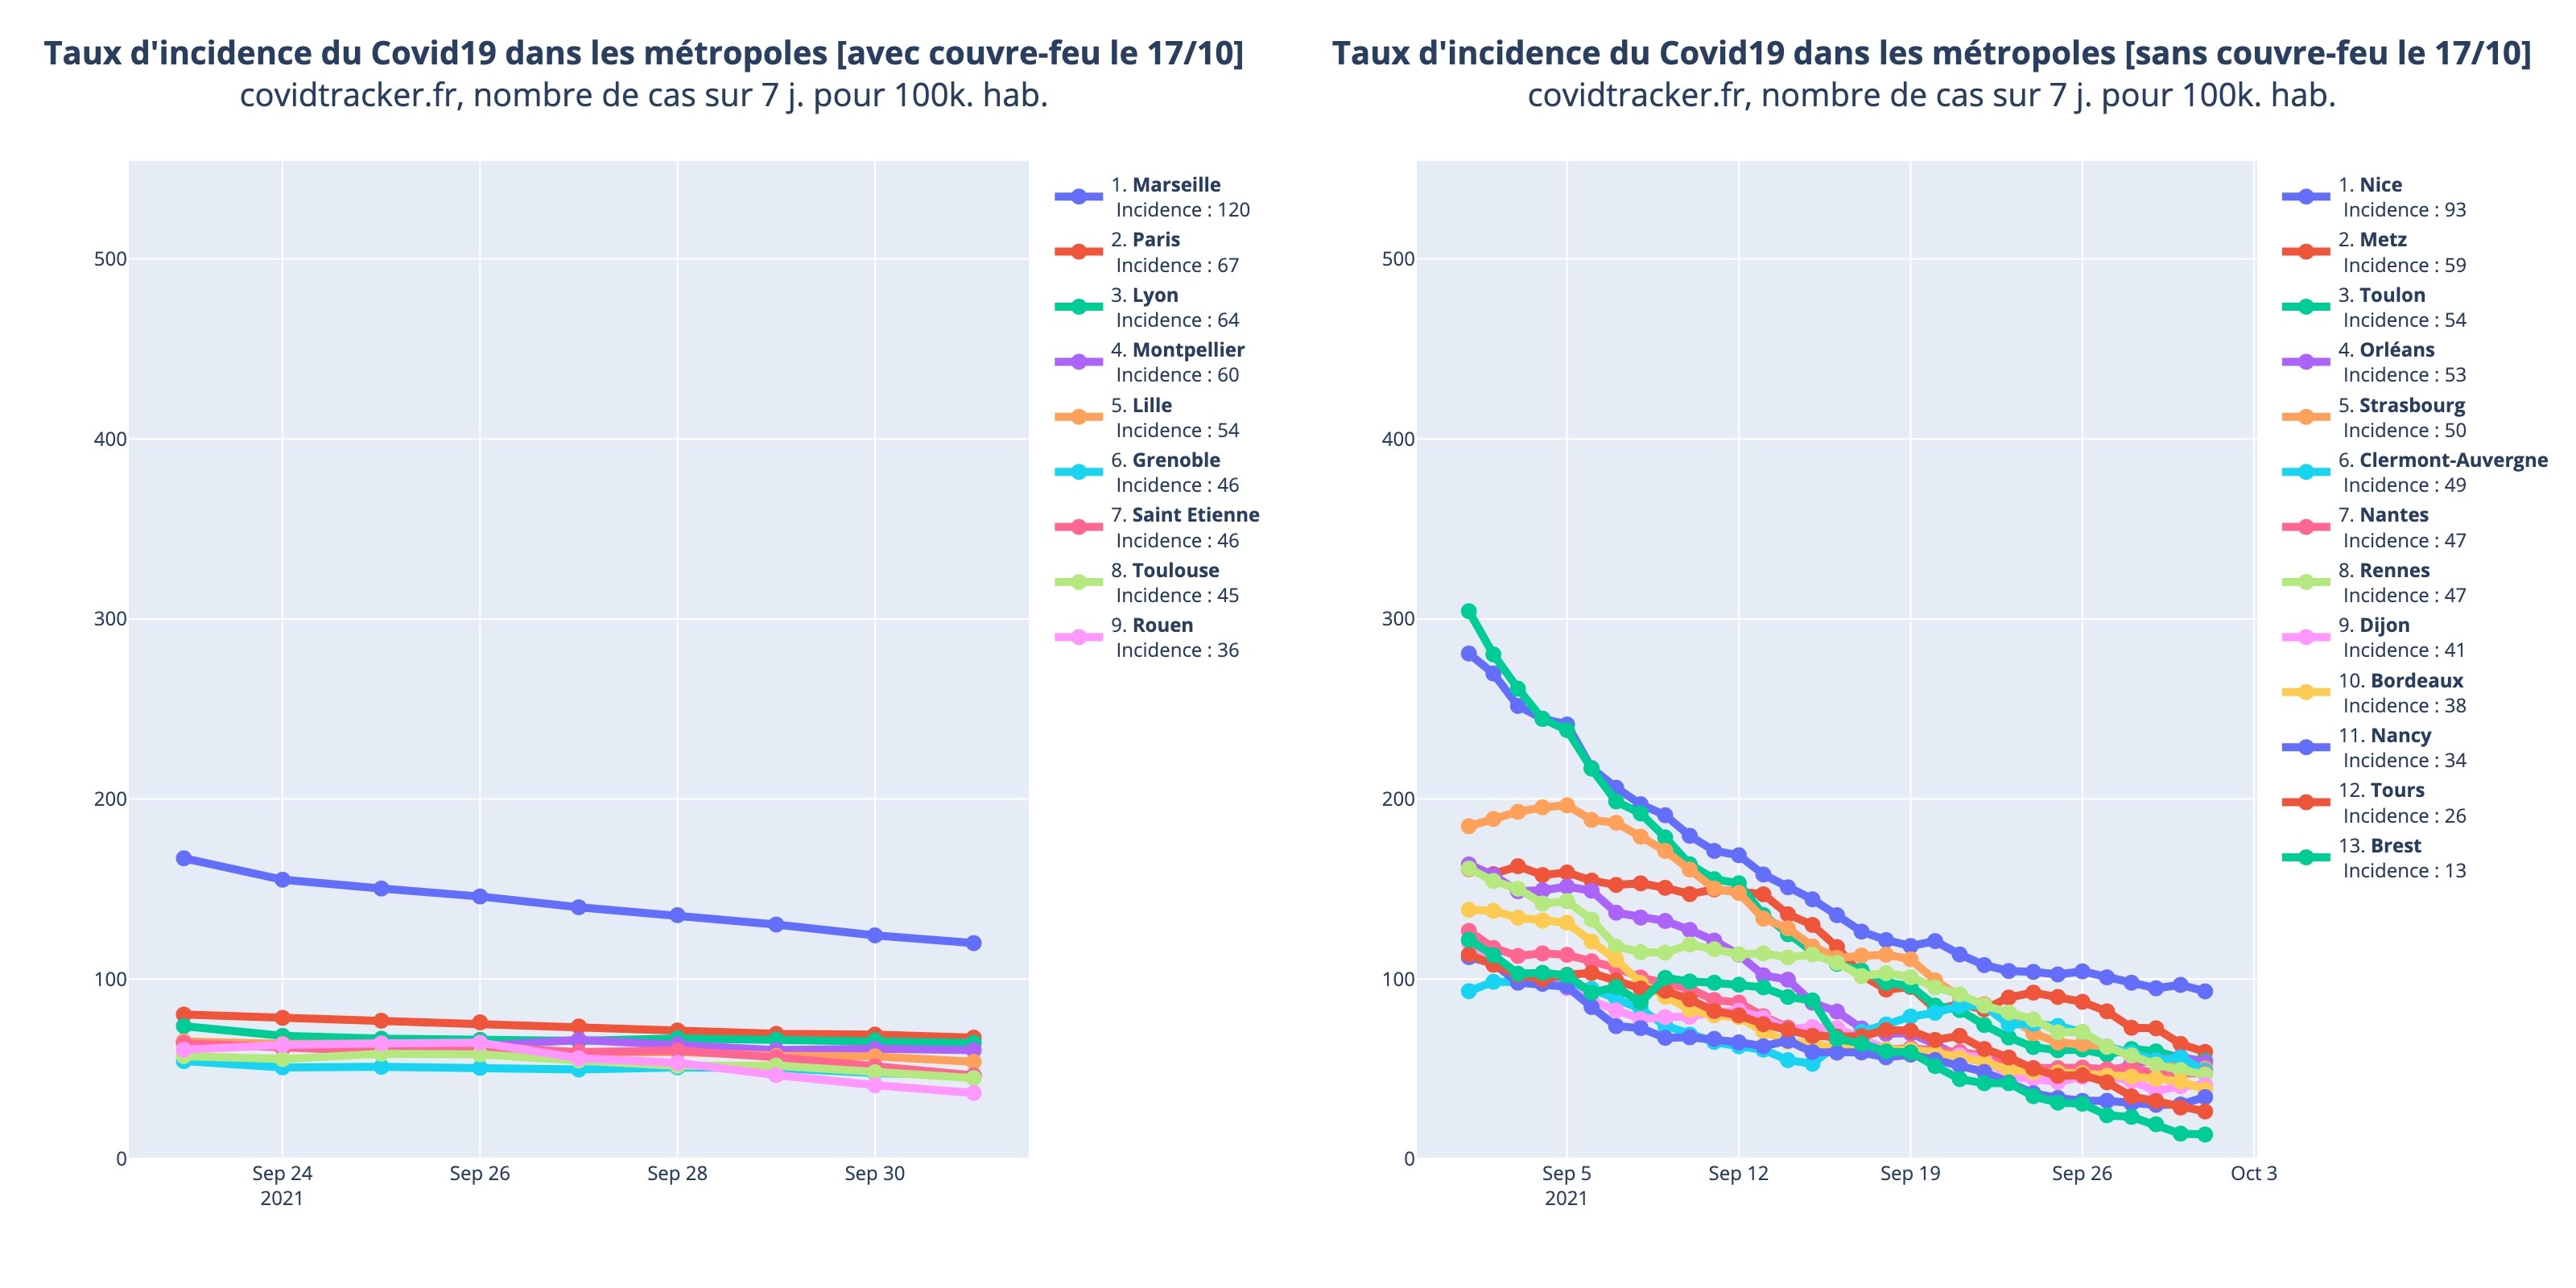 Taux d'incidence du Covid19 dans les métropoles [avec couvre-feu le 17/10]
covidtracker.fr, nombre de cas sur 7 j. pour 100k. hab.
500
400
300
200
100
0
Sep 24
2021
Sep 26
Sep 28
Sep 30
1. Marseille
Incidence : 120
2. Paris
Incidence : 67
3. Lyon
Incidence : 64
4. Montpellier
Incidence : 60
5. Lille
Incidence : 54
6. Grenoble
Incidence : 46
7. Saint Etienne
Incidence : 46
8. Toulouse
Incidence : 45
9. Rouen
Incidence : 36
Taux d'incidence du Covid19 dans les métropoles [sans couvre-feu le 17/10]
covidtracker.fr, nombre de cas sur 7 j. pour 100k. hab.
500
400
300
200
100
0
Sep 5
2021
Sep 12
Sep 19
Sep 26
Oct 3
1. Nice
Incidence : 93
2. Metz
Incidence : 59
3. Toulon
Incidence : 54
4. Orléans
Incidence : 53
5. Strasbourg
Incidence : 50
6. Clermont-Auvergne
Incidence : 49
7. Nantes
Incidence : 47
8. Rennes
Incidence : 47
9. Dijon
Incidence : 41
10. Bordeaux
Incidence : 38
11. Nancy
Incidence : 34
12. Tours
Incidence : 26
13. Brest
Incidence : 13